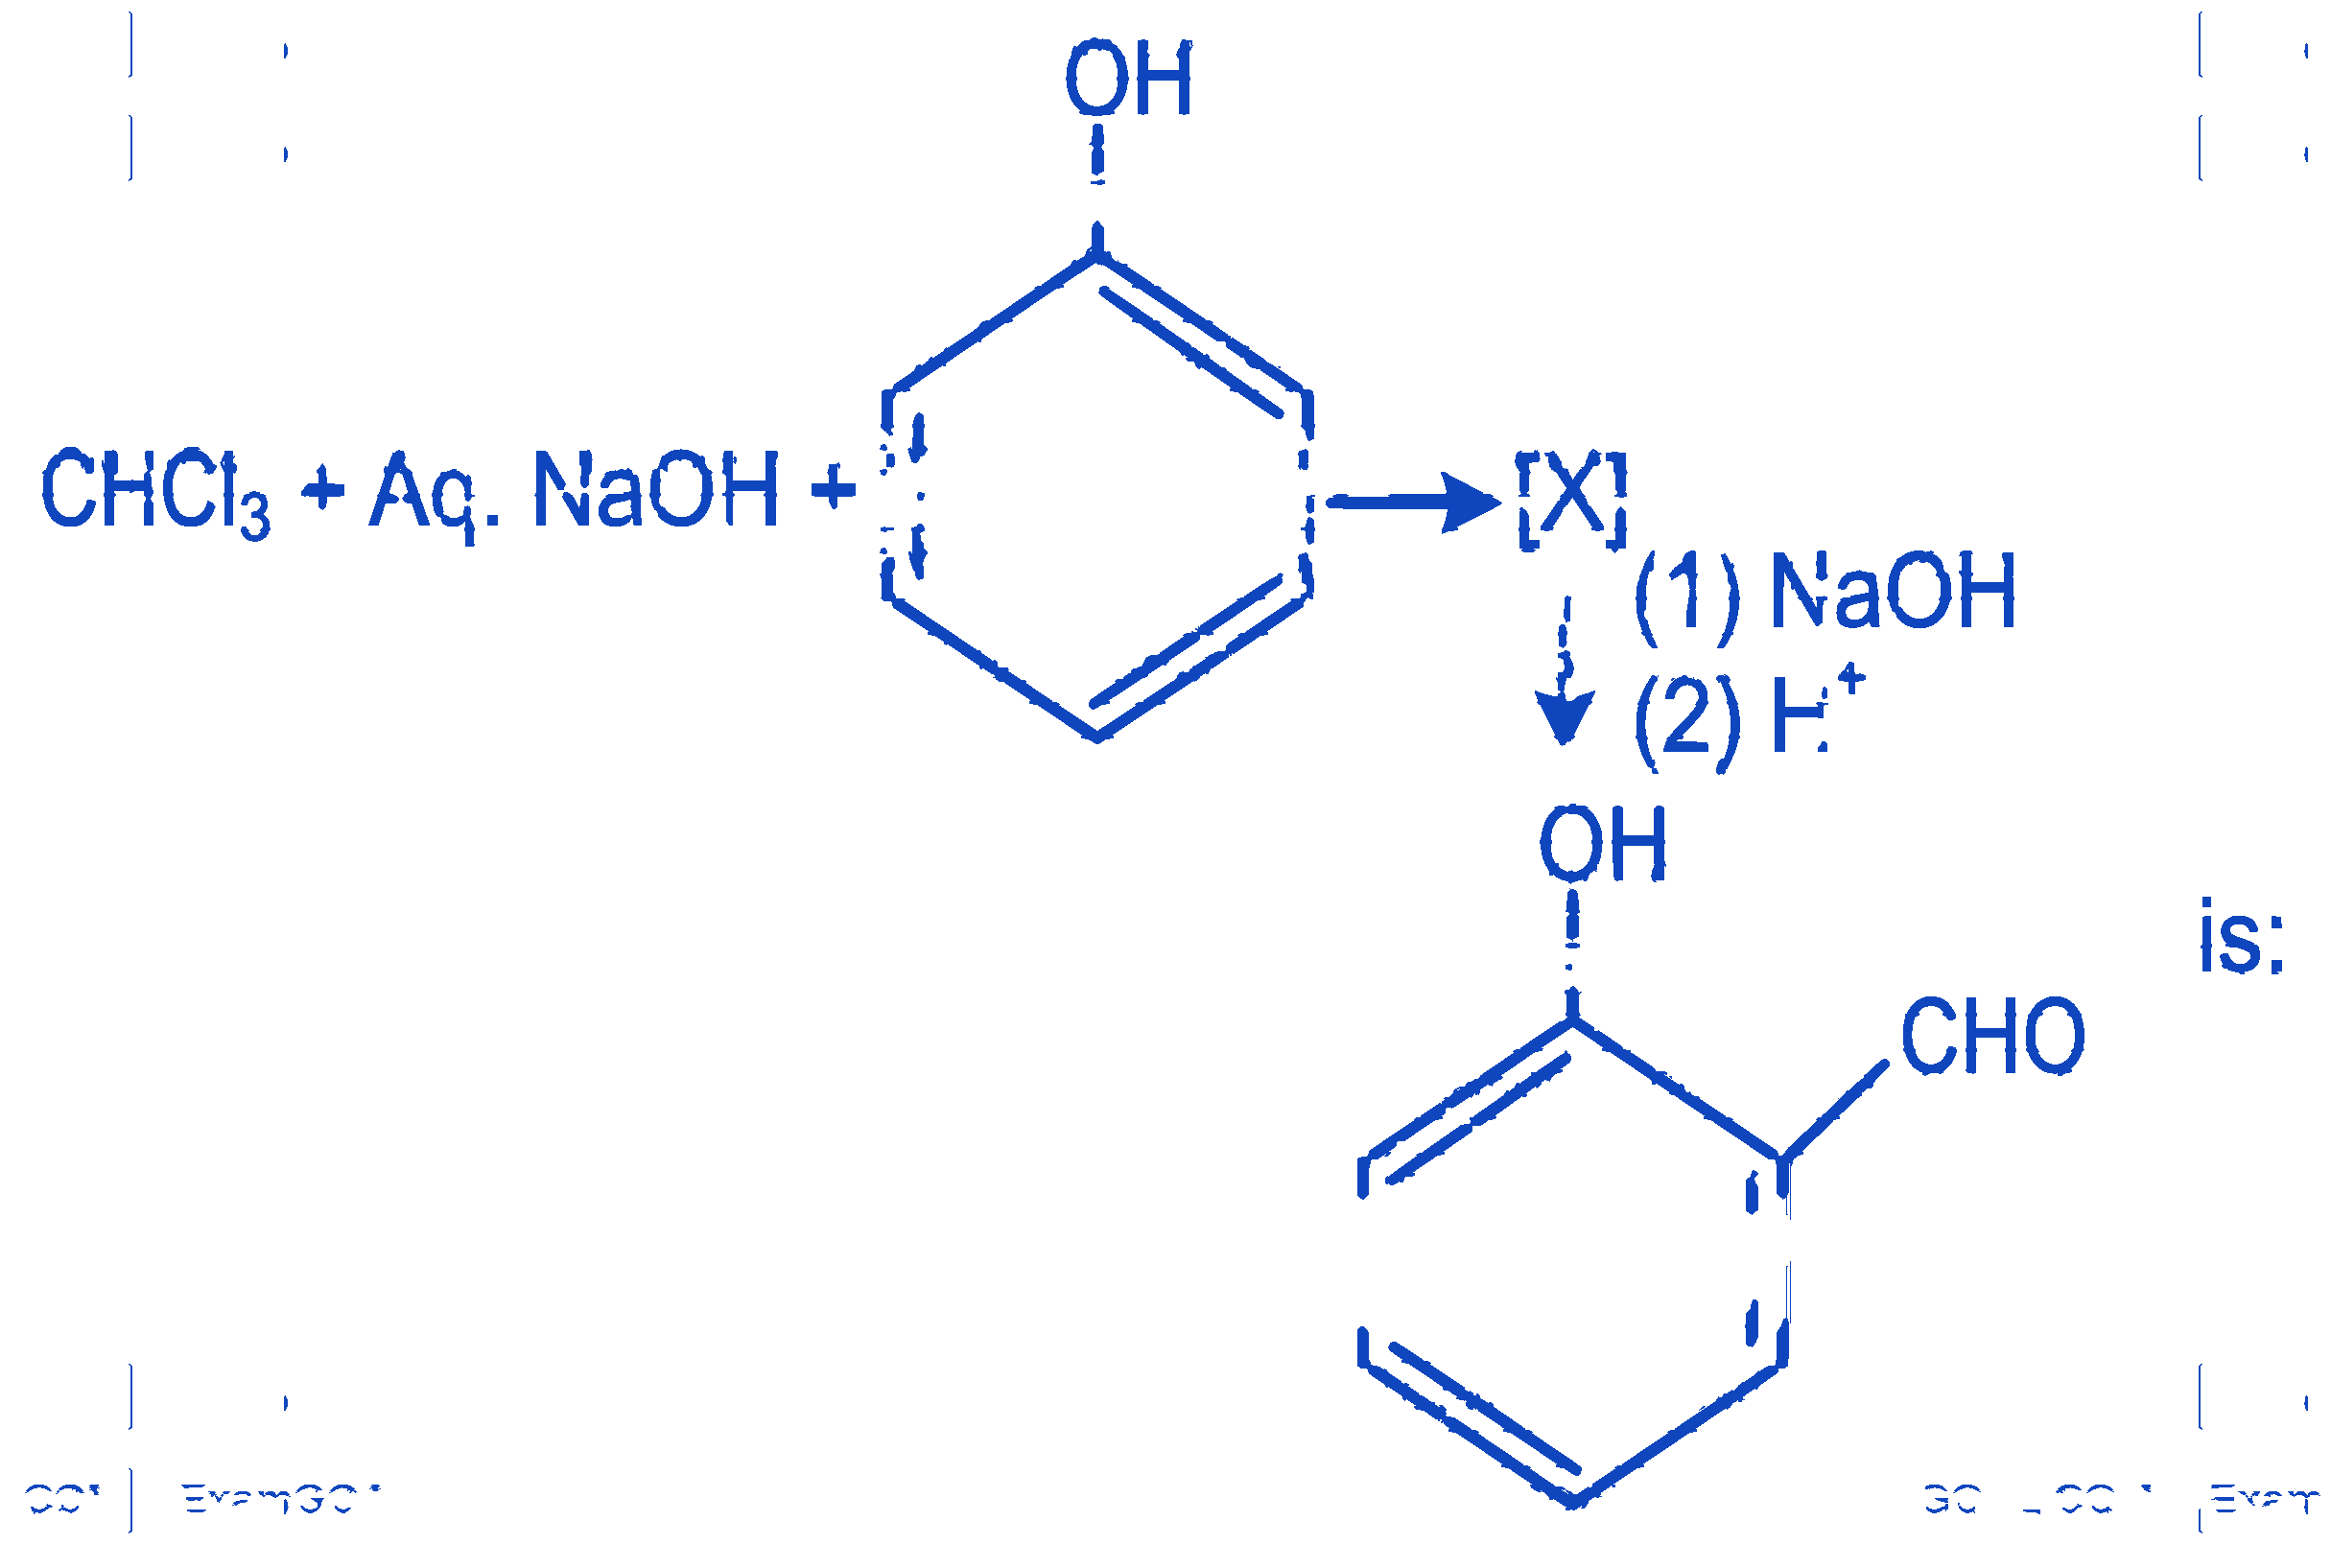 OH
CHCl₃ + Aq. NaOH + → [X]
(1) NaOH
(2) H⁺
OH
is:
CHO